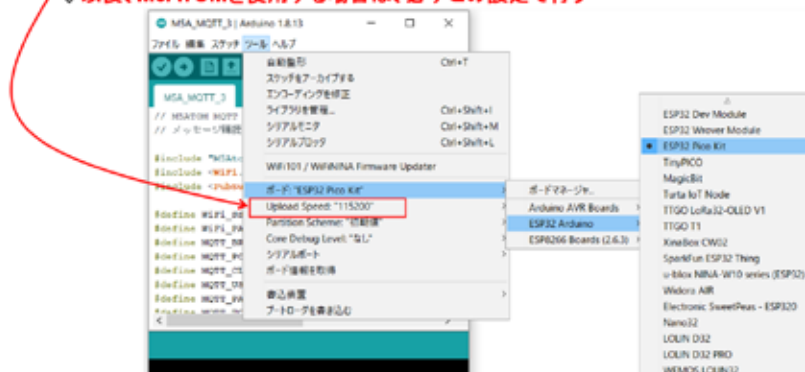 MSA_MQTT_3 | Arduino 1.8.13
ファイル 編集 スケッチ ツール ヘルプ
MSA_MQTT_3
自動整形 Ctrl+T
スケッチをアーカイブする
エンコーディングを修正
ライブラリを管理... Ctrl+Shift+I
シリアルモニタ Ctrl+Shift+M
シリアルプロッタ Ctrl+Shift+L
WiFi101 / WiFiNINA Firmware Updater
ボード: "ESP32 Pico Kit"
Upload Speed: "115200"
Partition Scheme: "初期値"
Core Debug Level: "なし"
シリアルポート
ボード情報を取得
書込装置
ブートローダを書き込む
ボードマネージャ...
Arduino AVR Boards
ESP32 Arduino
ESP8266 Boards (2.6.3)
ESP32 Dev Module
ESP32 Wrover Module
ESP32 Pico Kit
TinyPICO
MagicBit
Turta IoT Node
TTGO LoRa32-OLED V1
TTGO T1
XinaBox CW02
SparkFun ESP32 Thing
u-blox NINA-W10 series (ESP32)
Widora AIR
Electronic SweetPeas - ESP320
Nano32
LOLIN D32
LOLIN D32 PRO
WEMOS LOLIN32